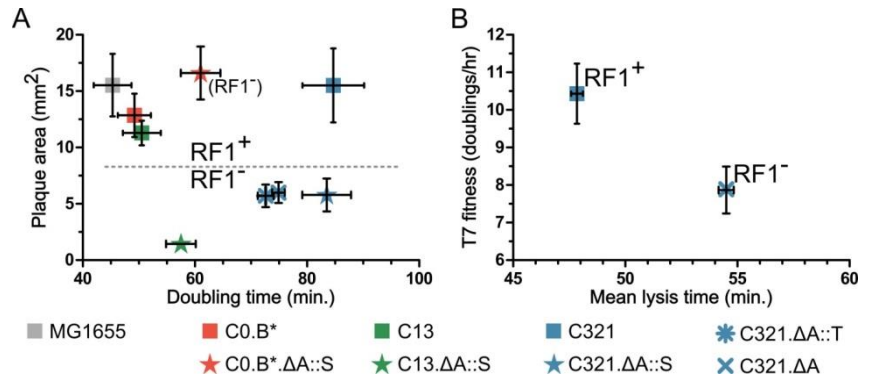 A
B
20
15
10
5
0
Plaque area (mm²)
(RF1⁻)
RF1⁺
RF1⁻
40 60 80 100
Doubling time (min.)
12
11
10
9
8
7
6
T7 fitness (doublings/hr)
RF1⁺
RF1⁻
45 50 55 60
Mean lysis time (min.)
MG1655 C0.B* C13 C321 C321.ΔA::T
C0.B*.ΔA::S C13.ΔA::S C321.ΔA::S C321.ΔA